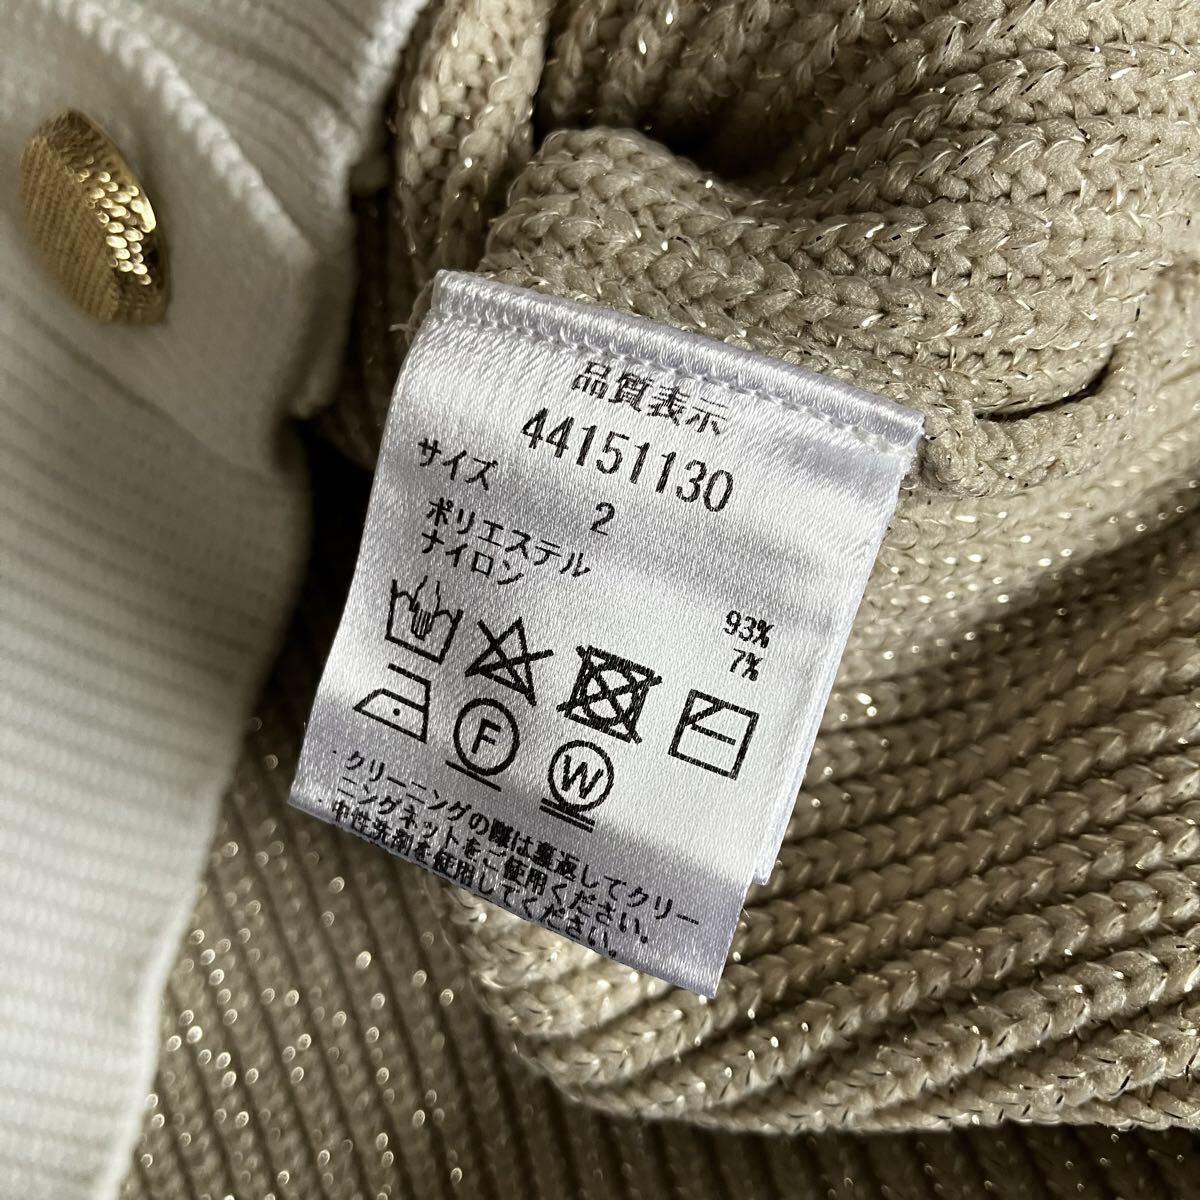 品質表示
44151130
サイズ 2
ポリエステル 93%
ナイロン 7%
F
W
クリーニングの際は裏返してクリー
ニングネットをご使用ください。
中性洗剤を使用してください。